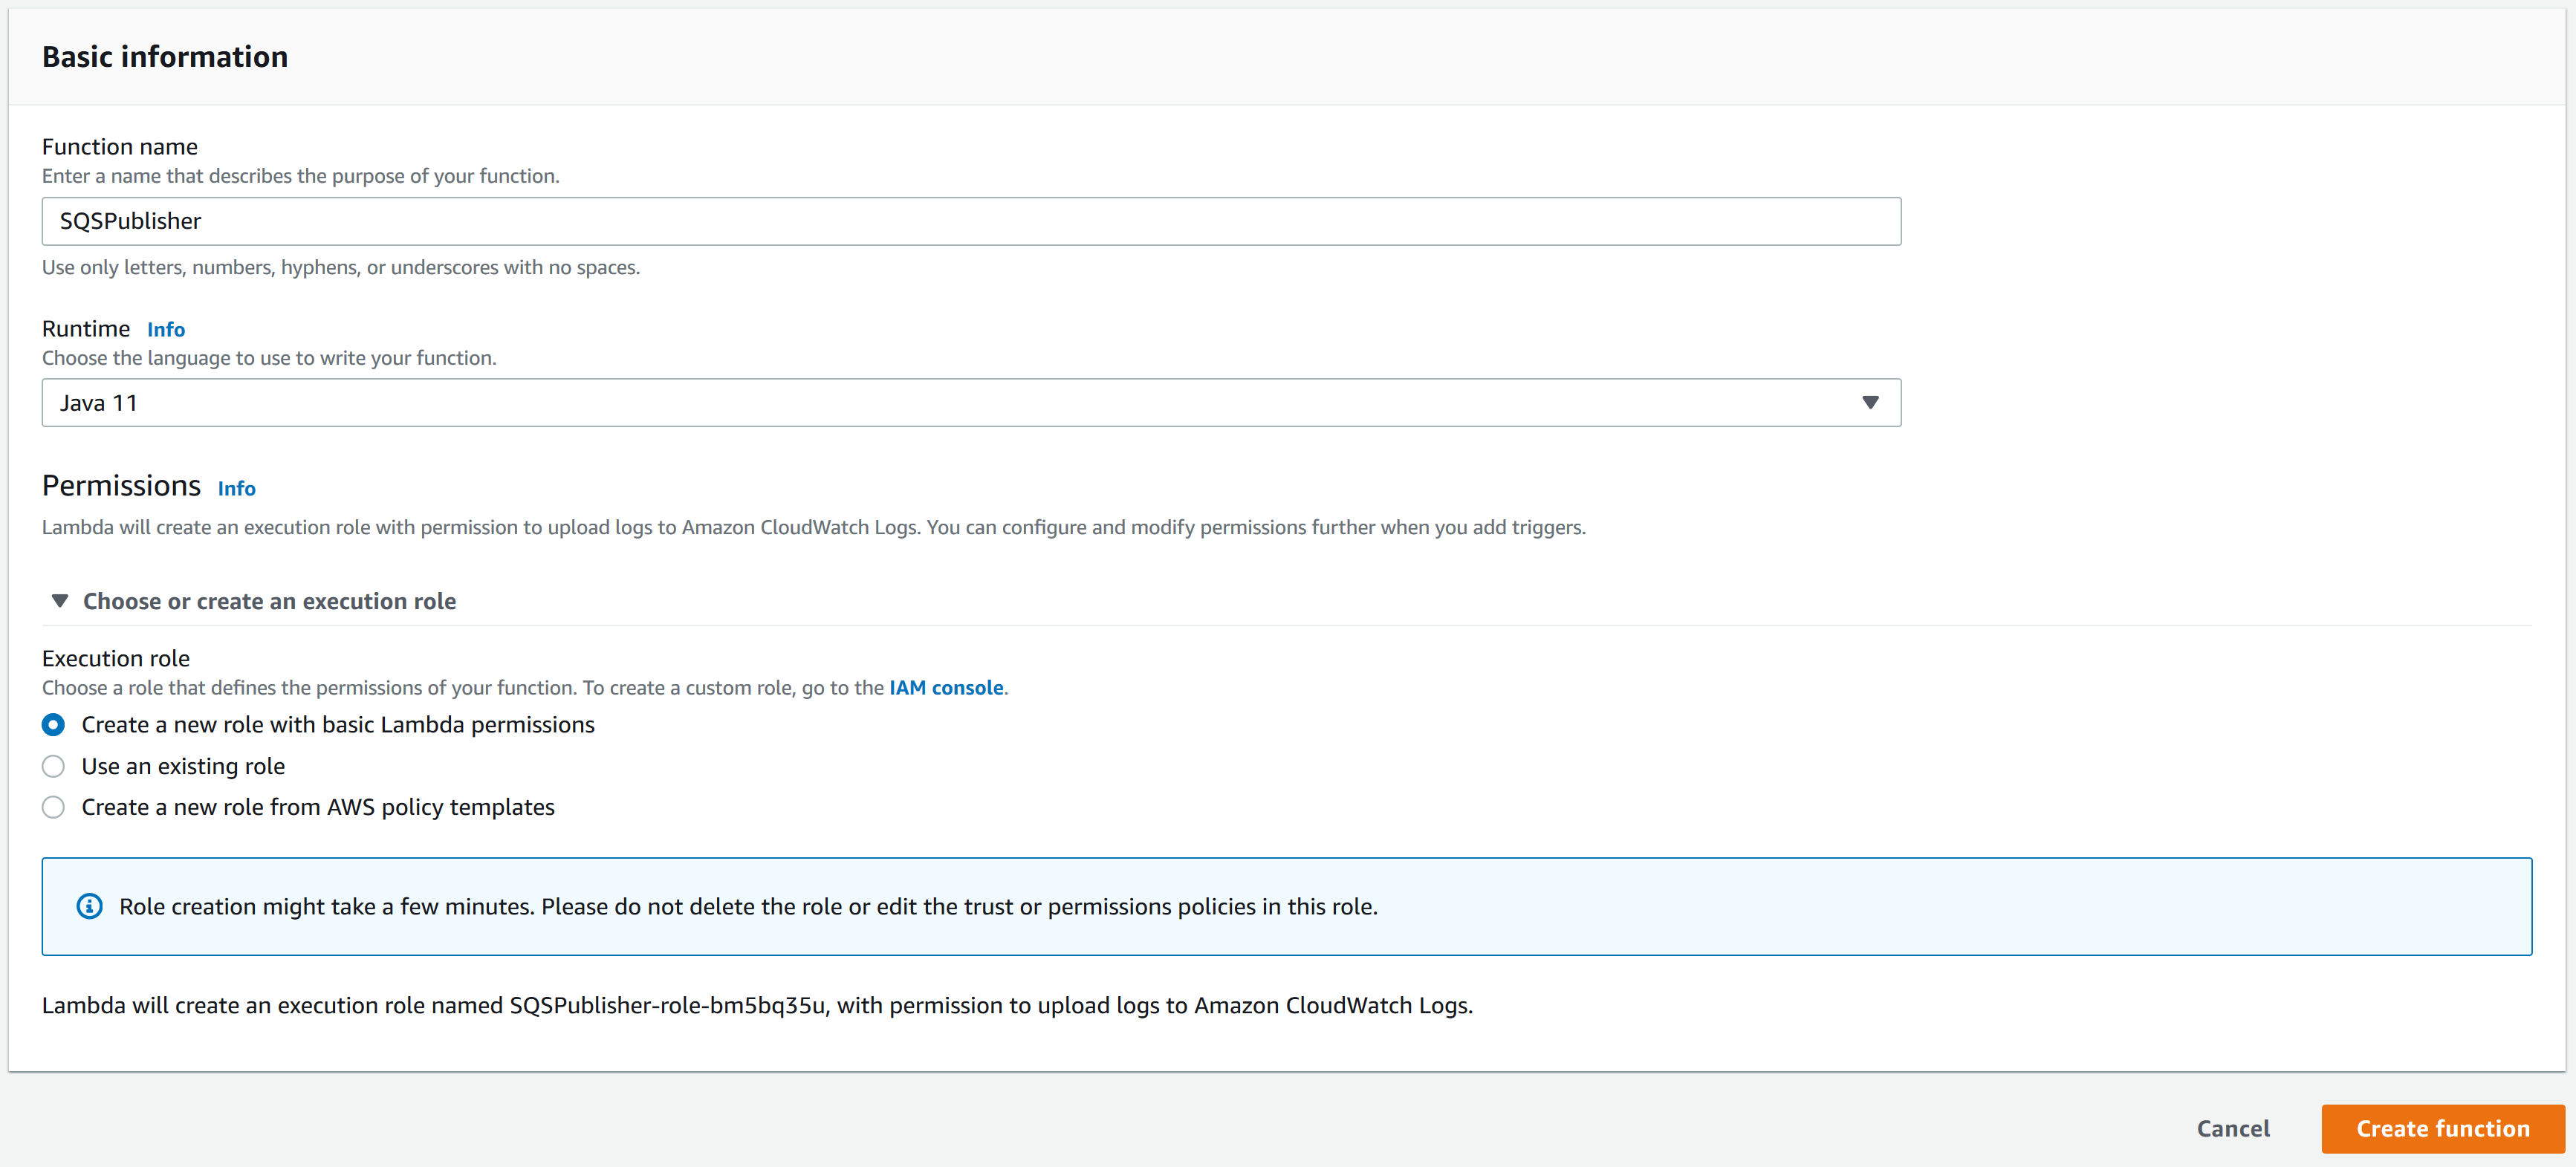 Basic information
Function name
Enter a name that describes the purpose of your function.
SQSPublisher
Use only letters, numbers, hyphens, or underscores with no spaces.
Runtime Info
Choose the language to use to write your function.
Java 11
Permissions Info
Lambda will create an execution role with permission to upload logs to Amazon CloudWatch Logs. You can configure and modify permissions further when you add triggers.
Choose or create an execution role
Execution role
Choose a role that defines the permissions of your function. To create a custom role, go to the IAM console.
Create a new role with basic Lambda permissions
Use an existing role
Create a new role from AWS policy templates
Role creation might take a few minutes. Please do not delete the role or edit the trust or permissions policies in this role.
Lambda will create an execution role named SQSPublisher-role-bm5bq35u, with permission to upload logs to Amazon CloudWatch Logs.
Cancel Create function